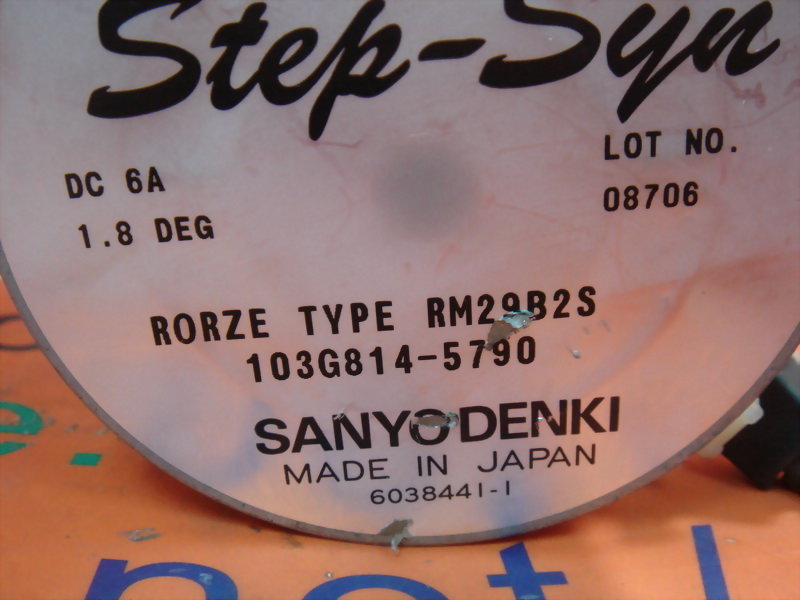 Step-Syn
DC 6A
1.8 DEG
LOT NO.
08706
RORZE TYPE RM29B2S
103G814-5790
SANYO DENKI
MADE IN JAPAN
6038441-1